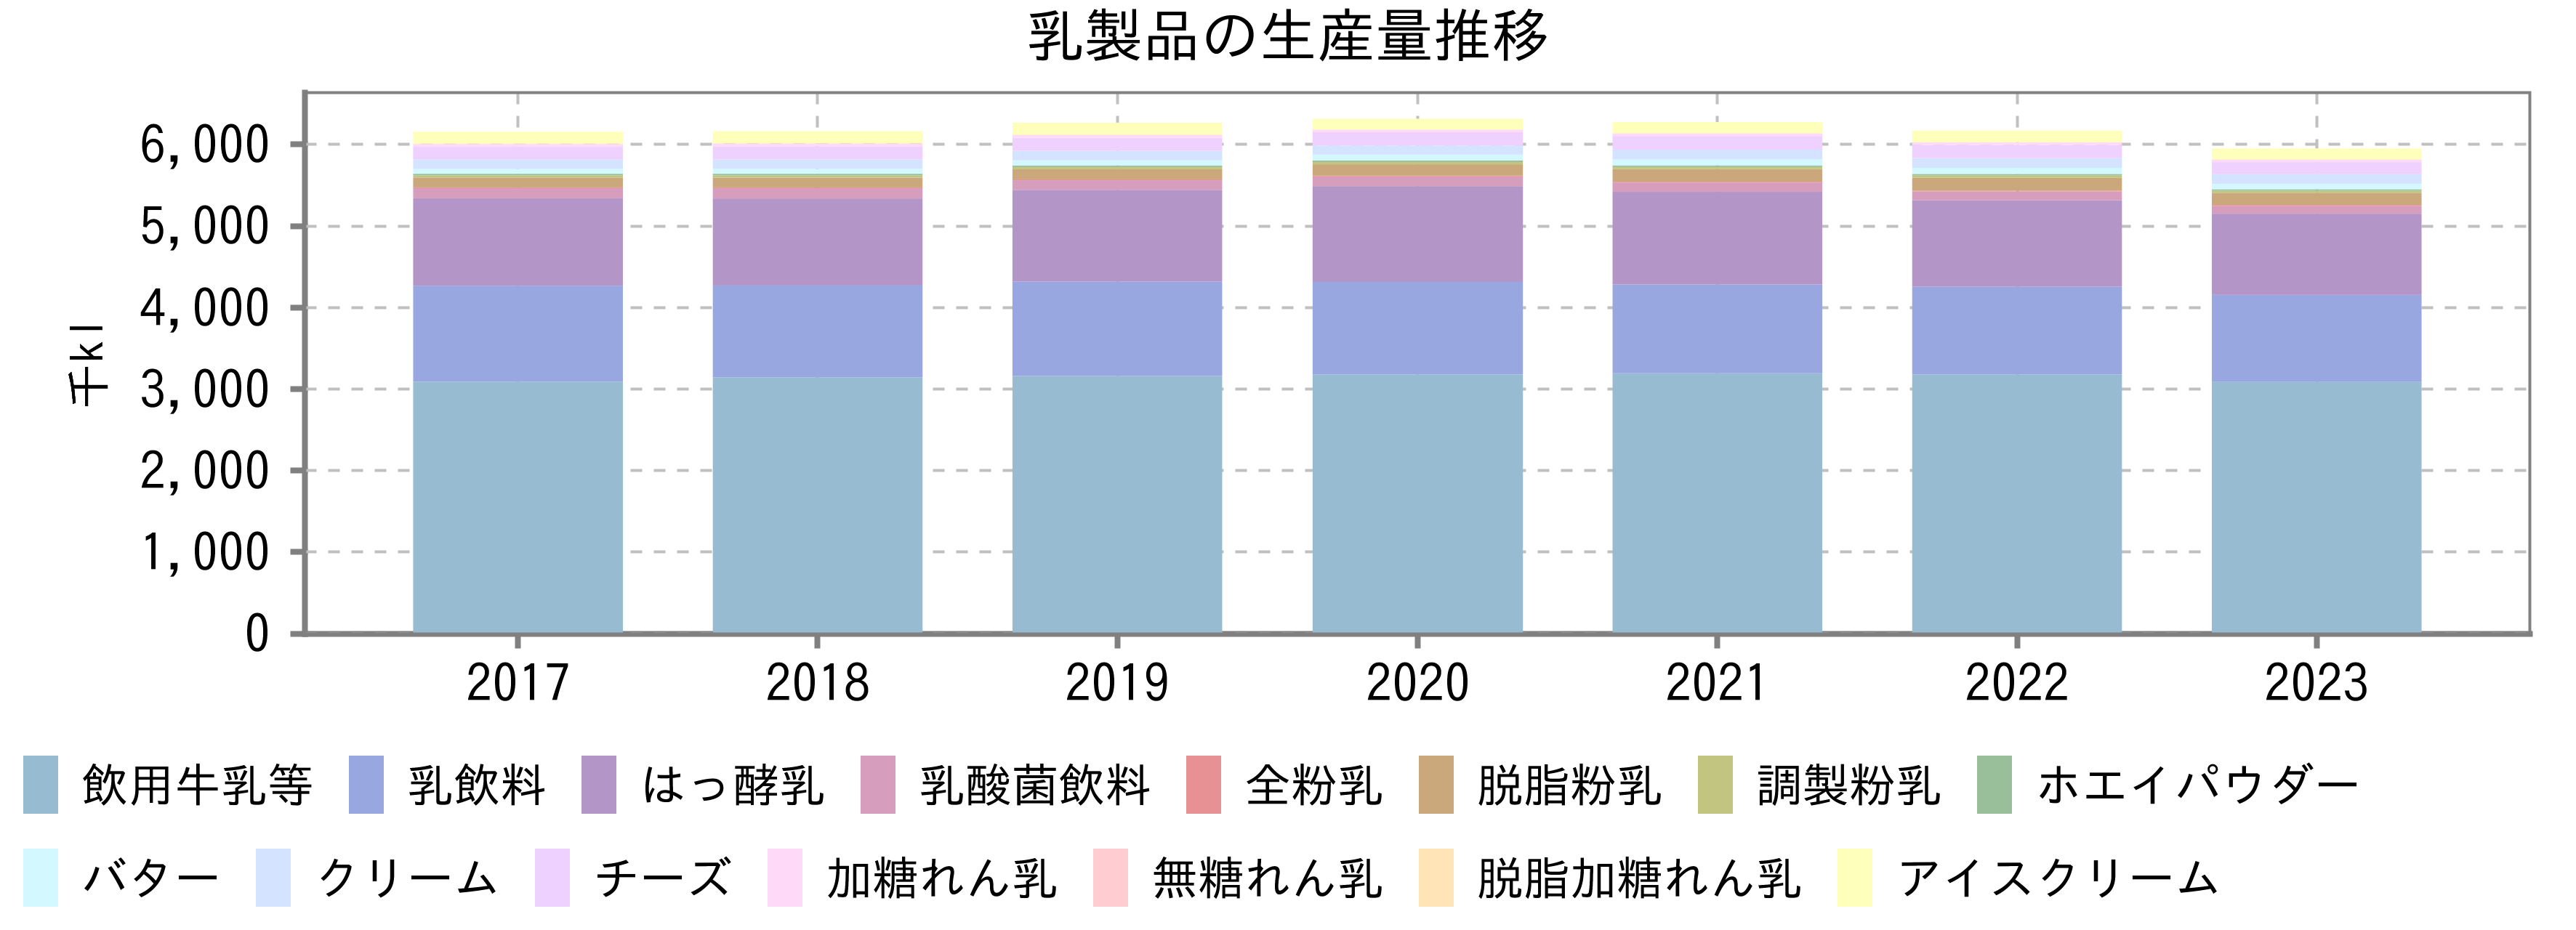 乳製品の生産量推移
6,000
5,000
4,000
3,000
2,000
1,000
0
千kl
2017 2018 2019 2020 2021 2022 2023
飲用牛乳等 乳飲料 はっ酵乳 乳酸菌飲料 全粉乳 脱脂粉乳 調製粉乳 ホエイパウダー
バター クリーム チーズ 加糖れん乳 無糖れん乳 脱脂加糖れん乳 アイスクリーム